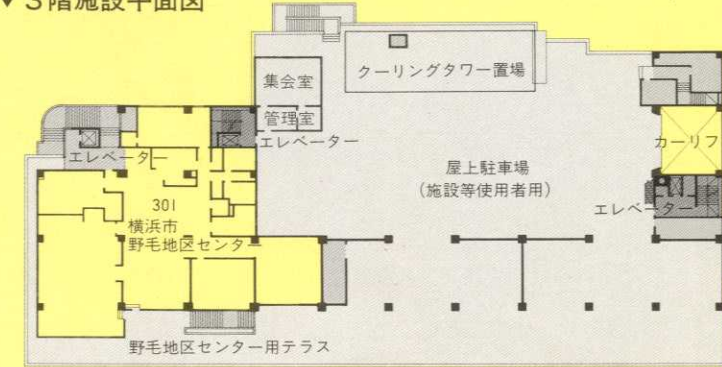 ▼3階施設平面図
クーリングタワー置場
集会室
管理室
エレベーター
エレベーター
カーリフ
屋上駐車場
(施設等使用者用)
エレベーター
301
横浜市
野毛地区センター
野毛地区センター用テラス